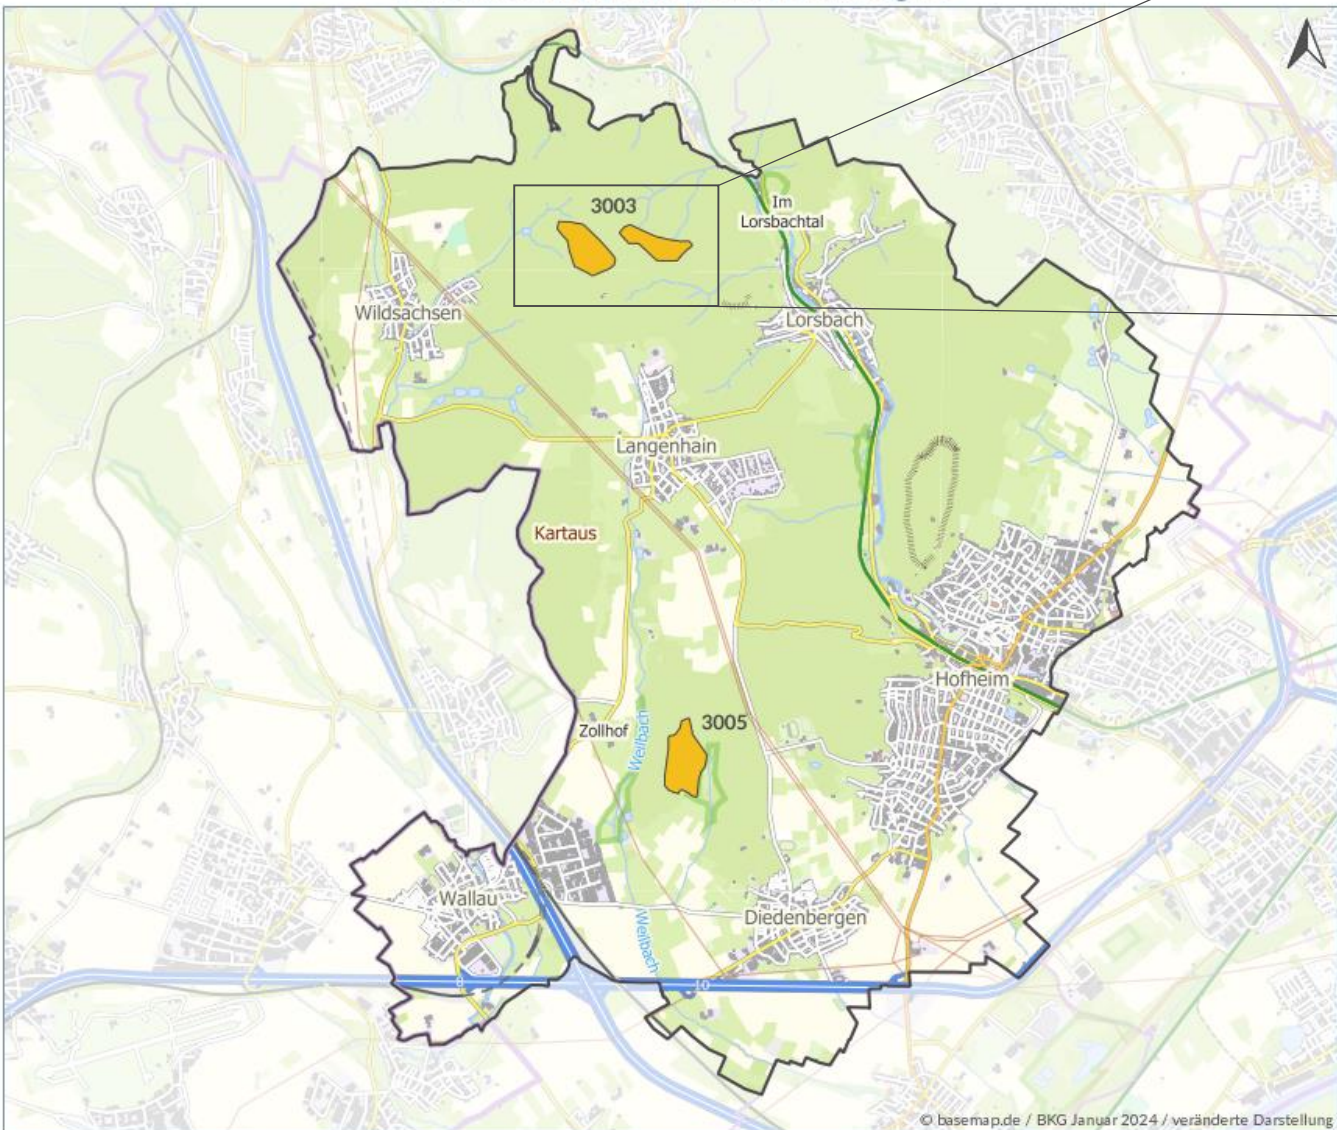 3003
Im
Lorsbachtal
Wildsachsen
Lorsbach
Langenhain
Kartaus
Hofheim
3005
Zollhof
Weilbach
Wallau
Diedenbergen
Weilbach
10
© basemap.de / BKG Januar 2024 / veränderte Darstellung